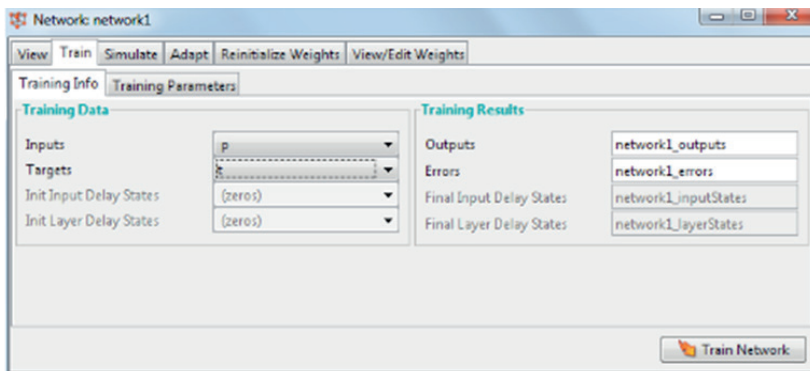 Network: network1
View Train Simulate Adapt Reinitialize Weights View/Edit Weights
Training Info Training Parameters
Training Data
Inputs p
Targets t
Init Input Delay States (zeros)
Init Layer Delay States (zeros)
Training Results
Outputs network1_outputs
Errors network1_errors
Final Input Delay States network1_inputStates
Final Layer Delay States network1_layerStates
Train Network